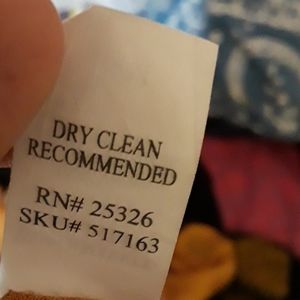 DRY CLEAN
RECOMMENDED
RN# 25326
SKU# 517163